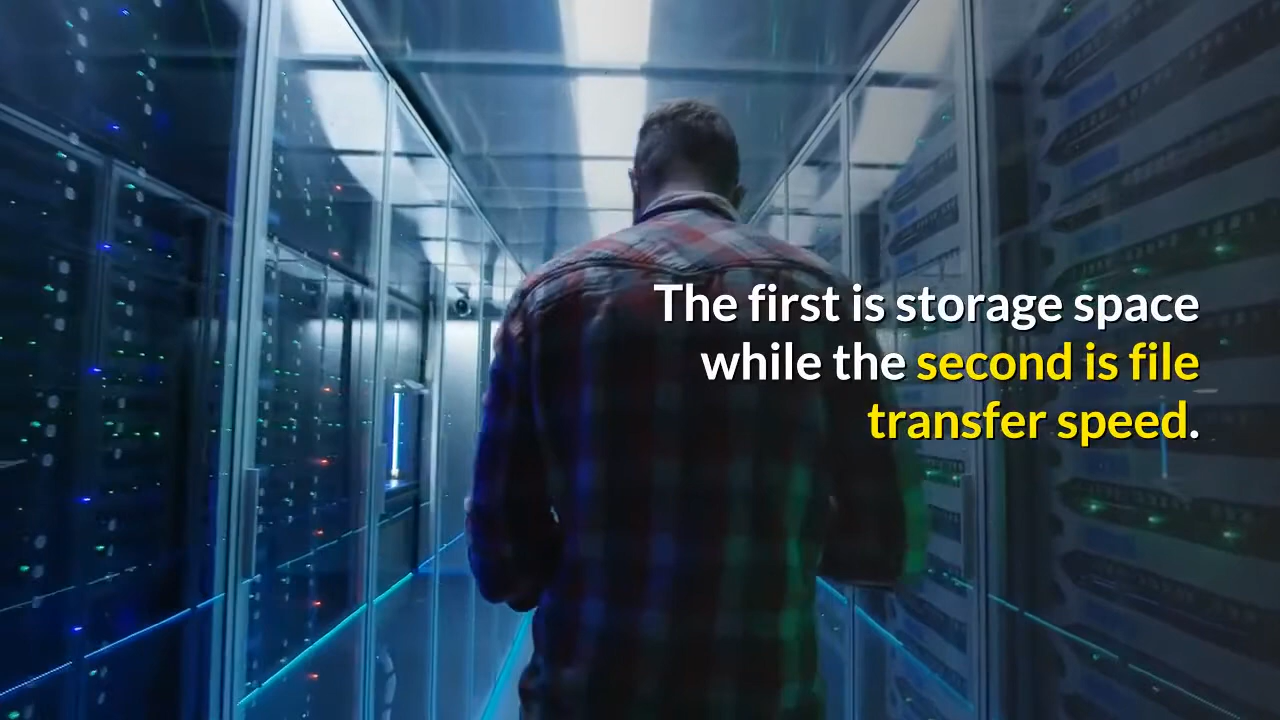 The first is storage space
while the second is file
transfer speed.